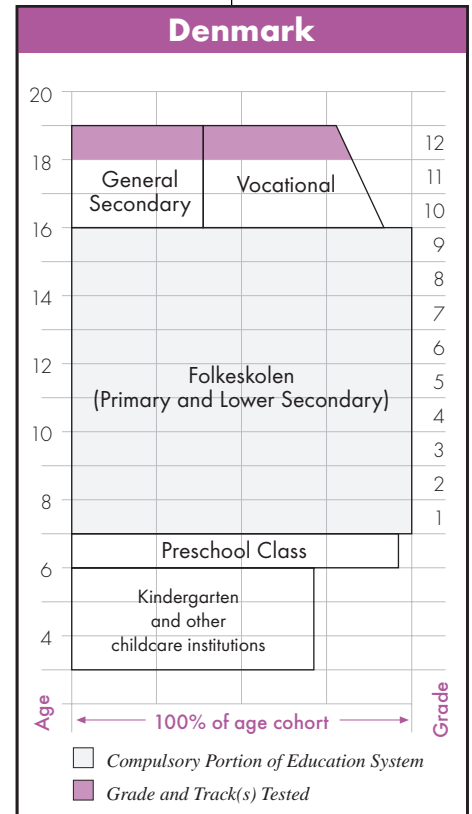 Denmark
20
18
16
14
12
10
8
6
4
12
11
10
9
8
7
6
5
4
3
2
1
General
Secondary
Vocational
Folkeskolen
(Primary and Lower Secondary)
Preschool Class
Kindergarten
and other
childcare institutions
Age
100% of age cohort
Grade
Compulsory Portion of Education System
Grade and Track(s) Tested